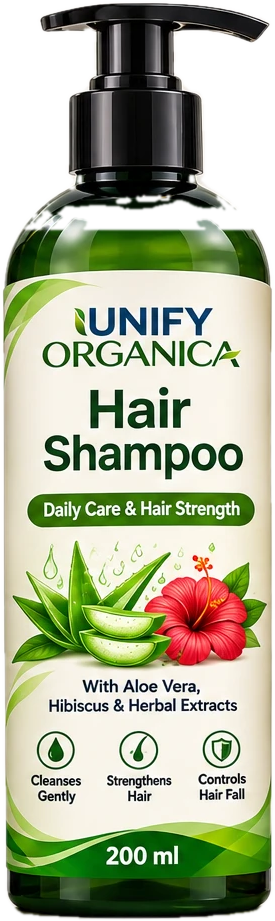 UNIFY
ORGANICA
Hair
Shampoo
Daily Care & Hair Strength
With Aloe Vera,
Hibiscus & Herbal Extracts
Cleanses
Gently
Strengthens
Hair
Controls
Hair Fall
200 ml